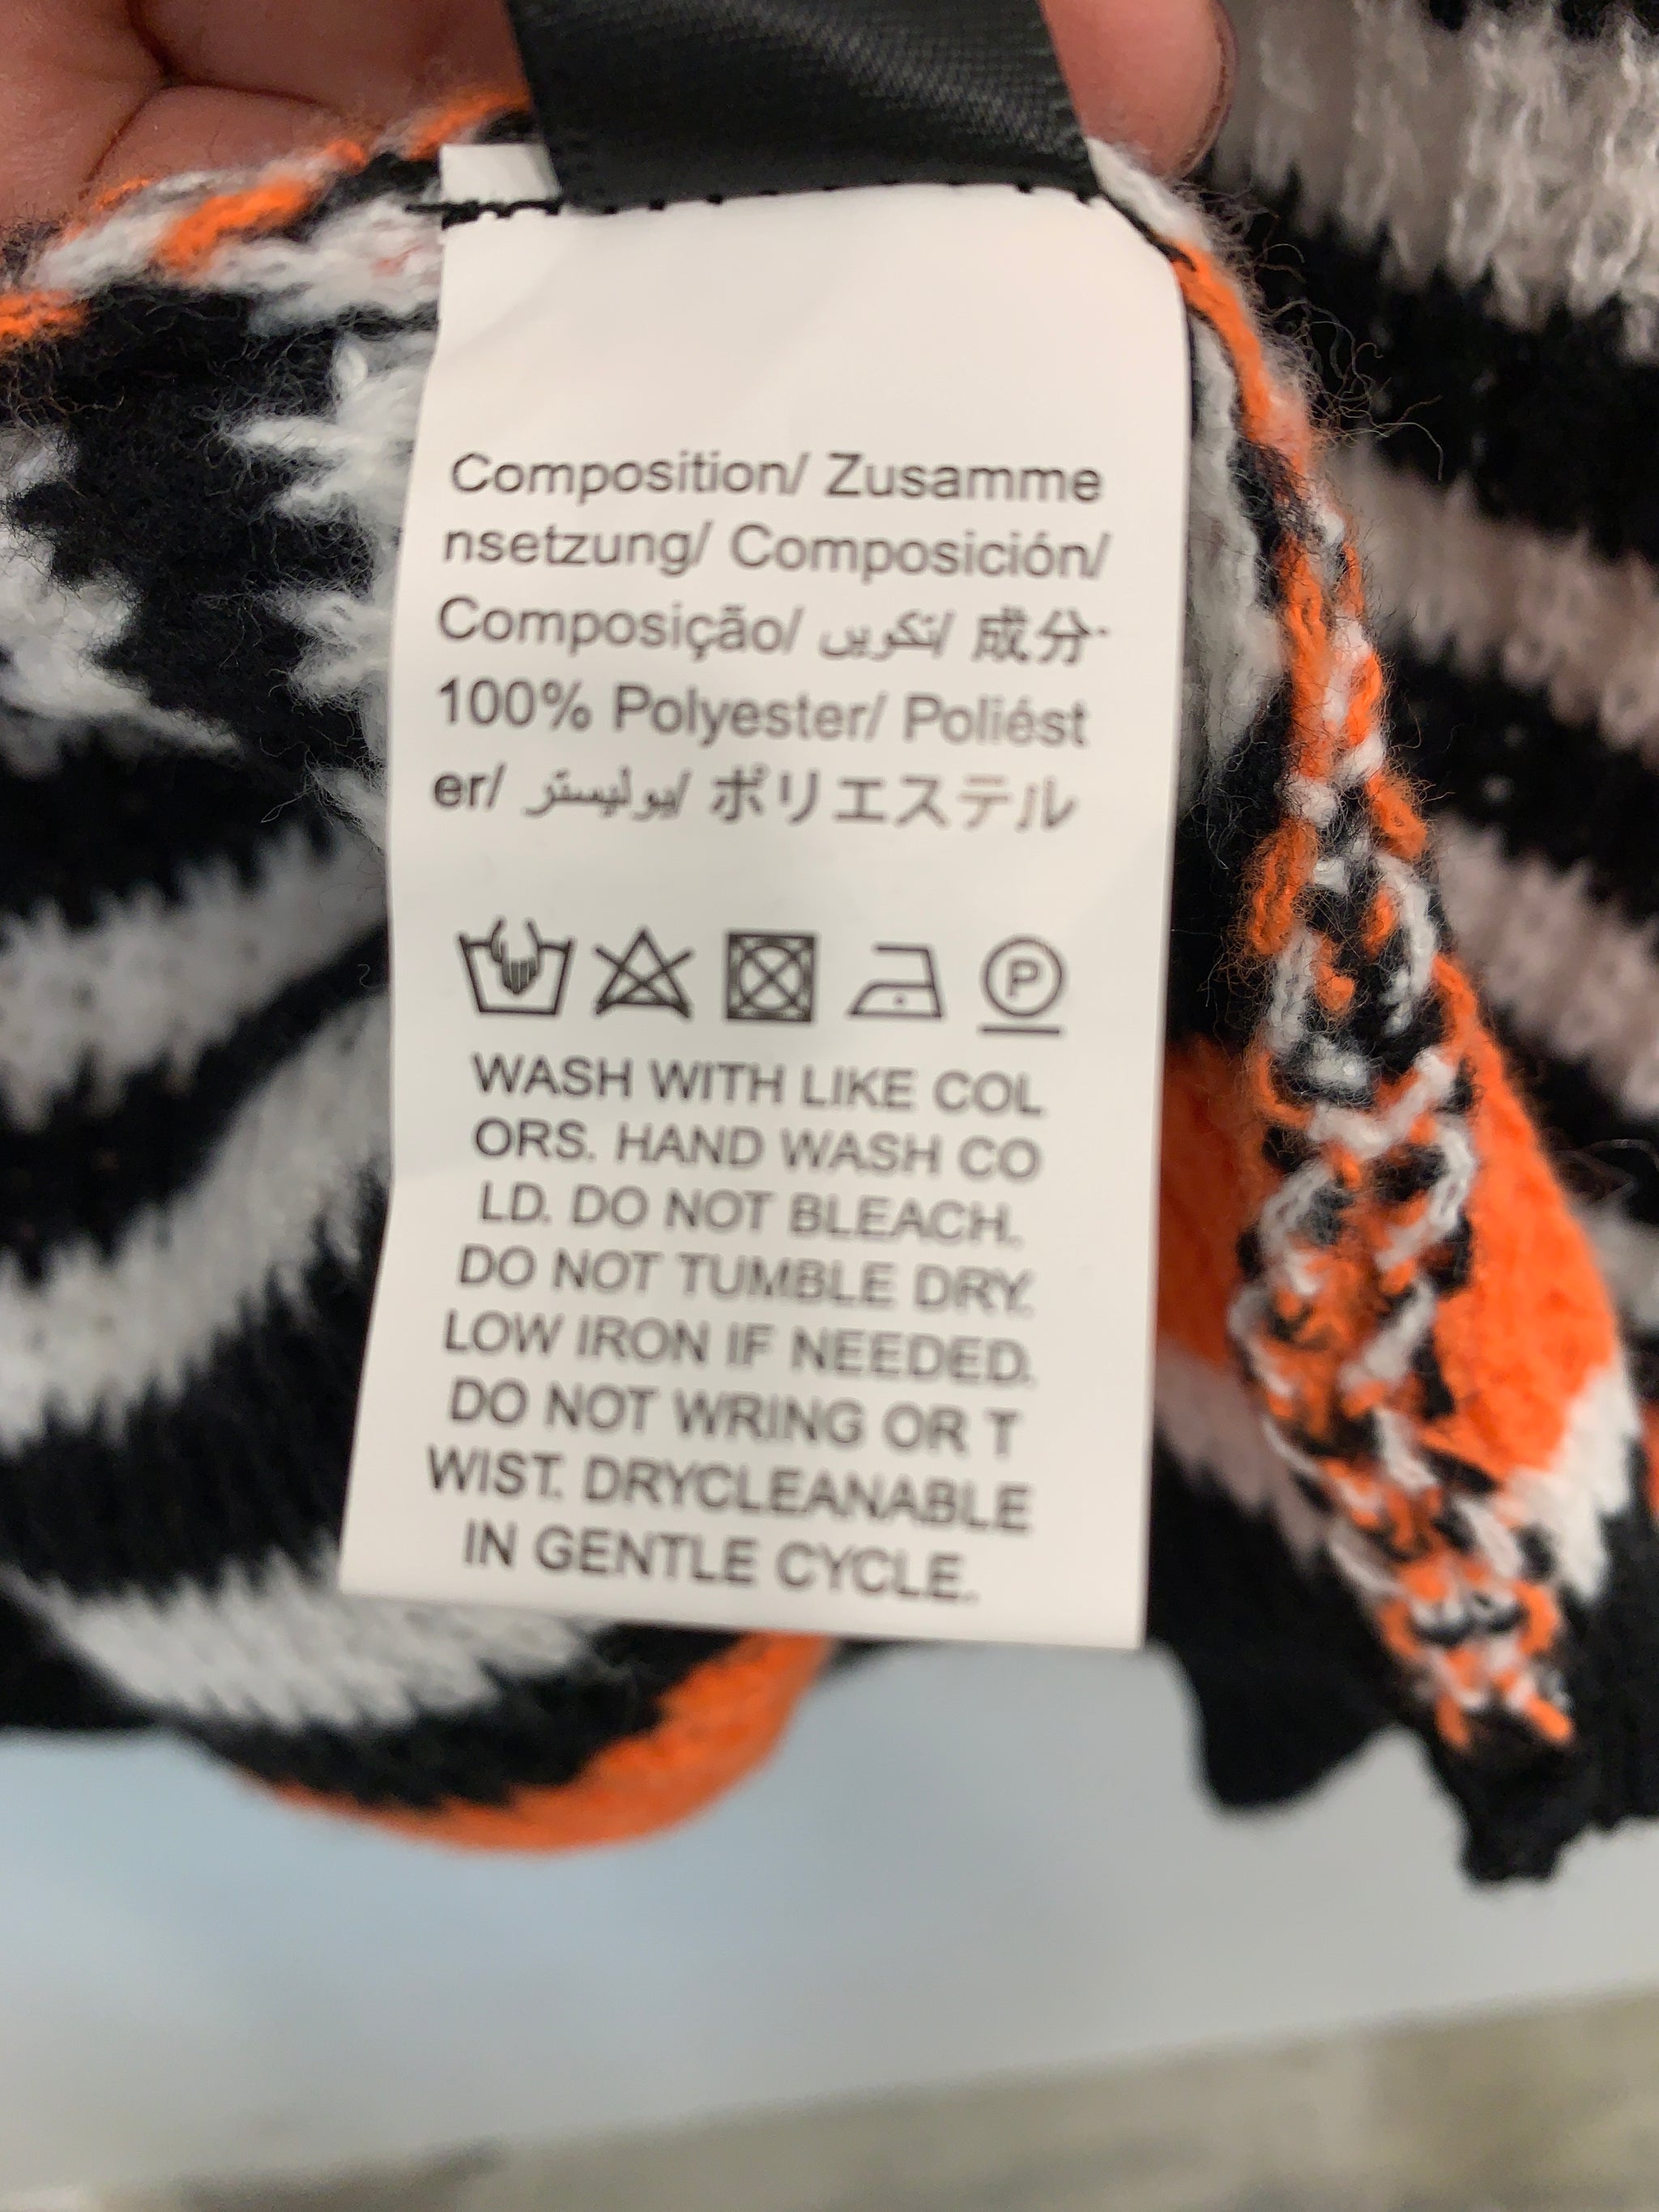 Composition/ Zusamme
nsetzung/ Composición/
Composição/ تكوين/ 成分·
100% Polyester/ Poliést
er/ بوليستر/ ポリエステル
P
WASH WITH LIKE COL
ORS. HAND WASH CO
LD. DO NOT BLEACH.
DO NOT TUMBLE DRY.
LOW IRON IF NEEDED.
DO NOT WRING OR T
WIST. DRYCLEANABLE
IN GENTLE CYCLE.